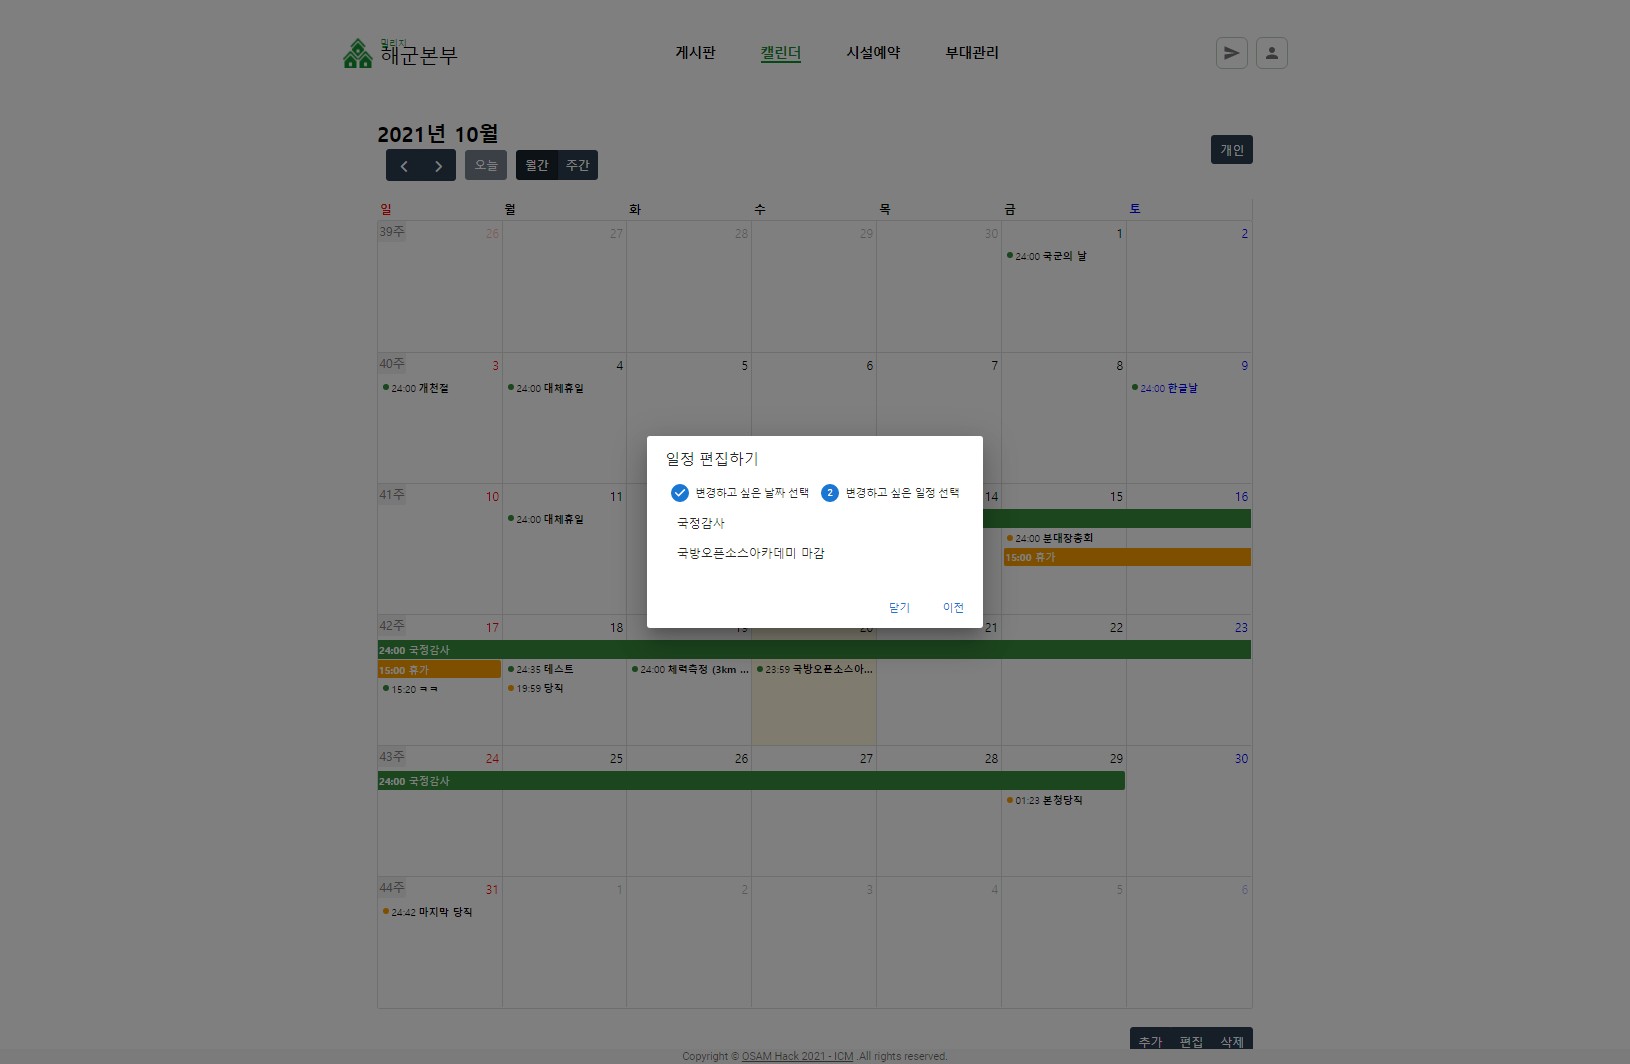 밀리지
해군본부
게시판 캘린더 시설예약 부대관리
2021년 10월
오늘 월간 주간
개인
일 월 화 수 목 금 토
39주 26 27 28 29 30 1 2
24:00 국군의 날
40주 3 4 5 6 7 8 9
24:00 개천절 24:00 대체휴일 24:00 한글날
일정 편집하기
변경하고 싶은 날짜 선택 2 변경하고 싶은 일정 선택
국정감사
국방오픈소스아카데미 마감
닫기 이전
41주 10 11 14 15 16
24:00 대체휴일
24:00 분대장총회
15:00 휴가
42주 17 18 19 20 21 22 23
24:00 국정감사
15:00 휴가 24:35 테스트 24:00 체력측정 (3km ... 23:59 국방오픈소스아...
15:20 ㅋㅋ 19:59 당직
43주 24 25 26 27 28 29 30
24:00 국정감사
01:23 본청당직
44주 31 1 2 3 4 5 6
24:42 마지막 당직
추가 편집 삭제
Copyright © OSAM Hack 2021 - ICM .All rights reserved.